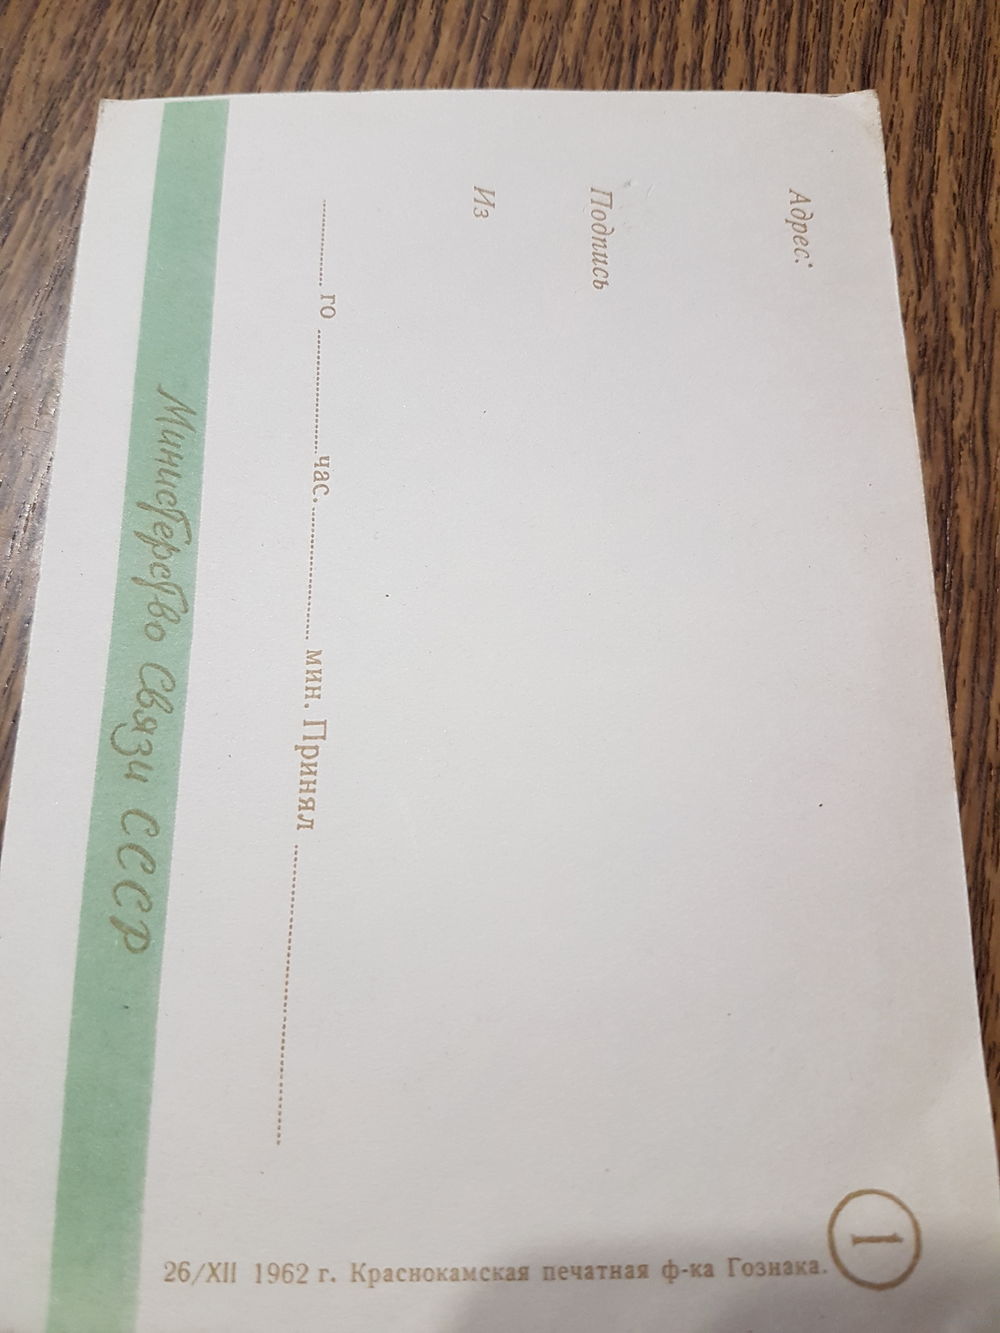 Адрес:
Подпись
Из
го час. мин. Принял
Министерство Связи СССР
26/XII 1962 г. Краснокамская печатная ф-ка Гознака.
1